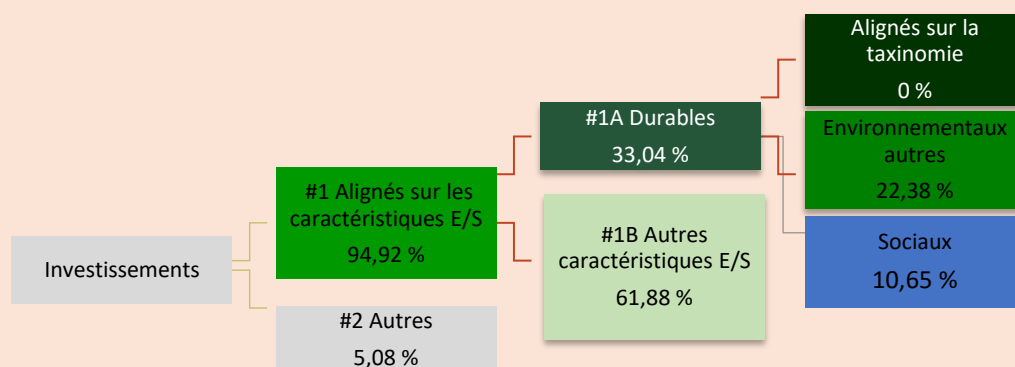 Investissements
#1 Alignés sur les
caractéristiques E/S
94,92 %
#2 Autres
5,08 %
#1A Durables
33,04 %
#1B Autres
caractéristiques E/S
61,88 %
Alignés sur la
taxinomie
0 %
Environnementaux
autres
22,38 %
Sociaux
10,65 %